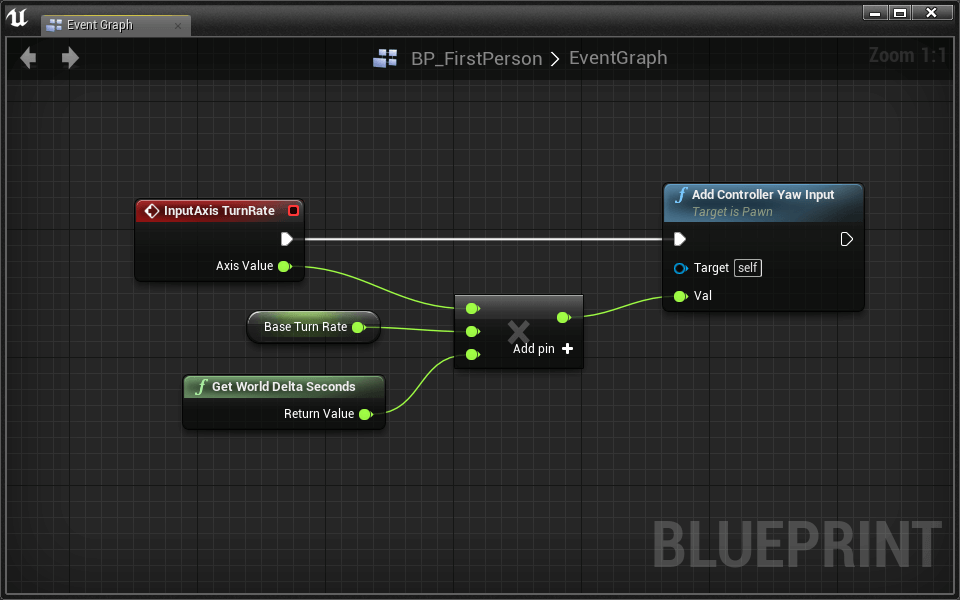 Event Graph
BP_FirstPerson > EventGraph
Zoom 1:1
InputAxis TurnRate
Axis Value
Add Controller Yaw Input
Target is Pawn
Target self
Val
Base Turn Rate
Add pin
Get World Delta Seconds
Return Value
BLUEPRINT